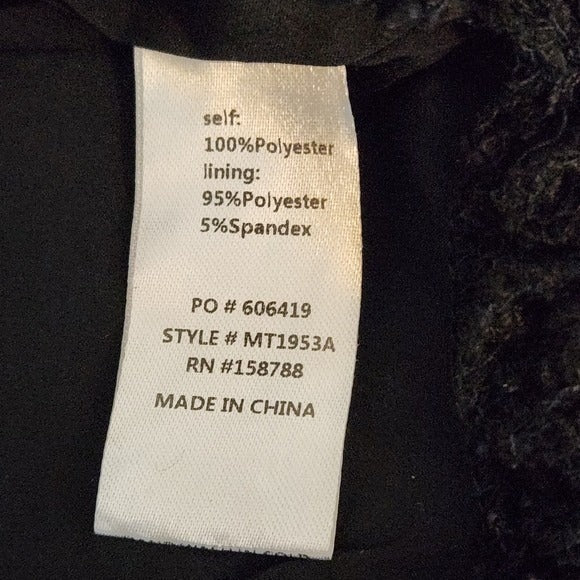 self:
100%Polyester
lining:
95%Polyester
5%Spandex
PO # 606419
STYLE # MT1953A
RN #158788
MADE IN CHINA